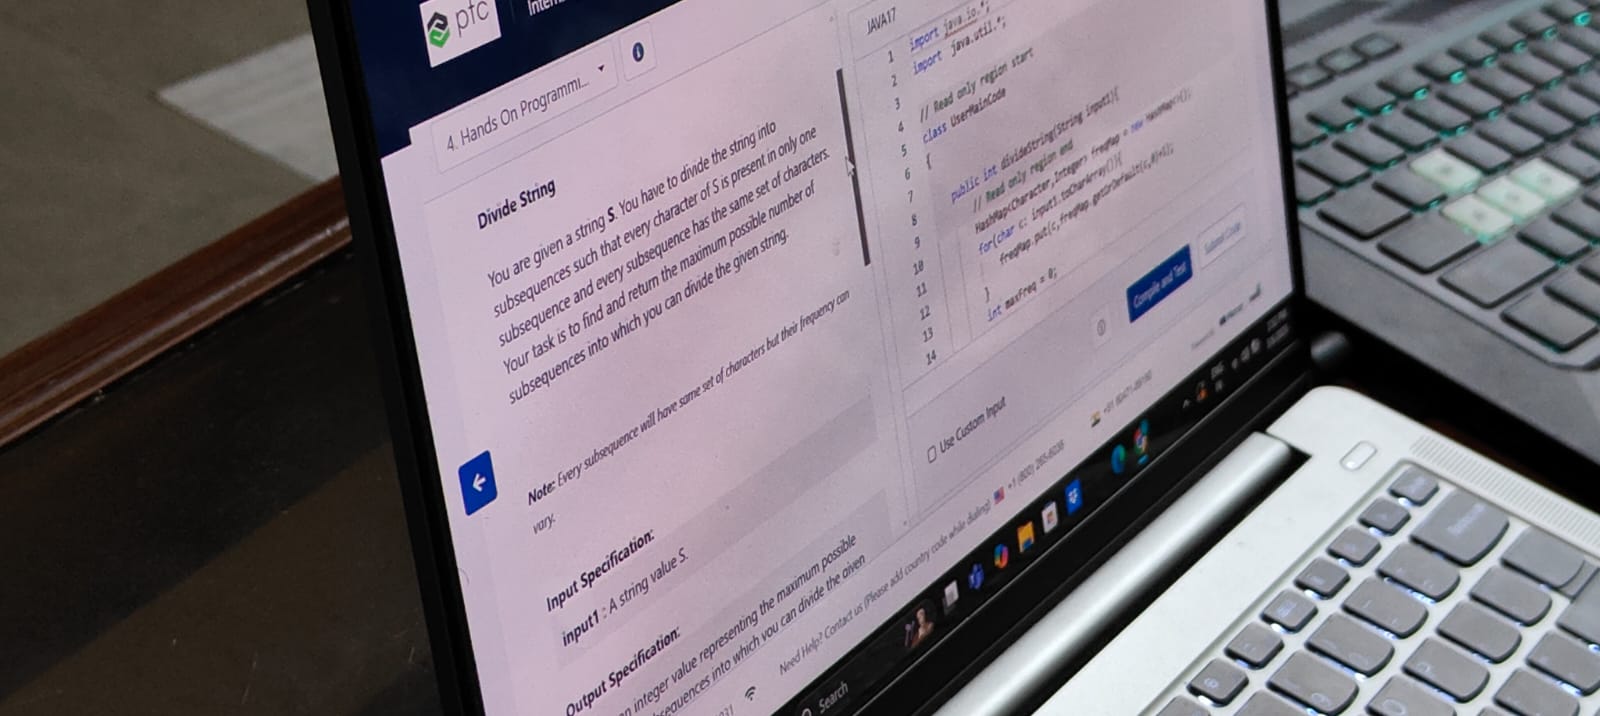 ptc
4. Hands On Programmi...
Divide String
You are given a string S. You have to divide the string into
subsequences such that every character of S is present in only one
subsequence and every subsequence has the same set of characters.
Your task is to find and return the maximum possible number of
subsequences into which you can divide the given string.
Note: Every subsequence will have same set of characters but their frequency can
vary.
Input Specification:
input1 : A string value S.
Output Specification:
an integer value representing the maximum possible
subsequences into which you can divide the given
JAVA17
1 import java.io.*;
2 import java.util.*;
3
4 // Read only region start
5 class UserMainCode
6 {
7
8 public int divideString(String input1){
9 // Read only region end
10 HashMap<Character,Integer> freqMap = new HashMap<>();
11 for(char c: input1.toCharArray()){
12 freqMap.put(c,freqMap.getOrDefault(c,0)+1);
13 }
14 int maxFreq = 0;
Use Custom Input
Compile and Test
Submit Code
Need Help? Contact us (Please add country code while dialing)
+1 (800) 265-6038
Search
ENG